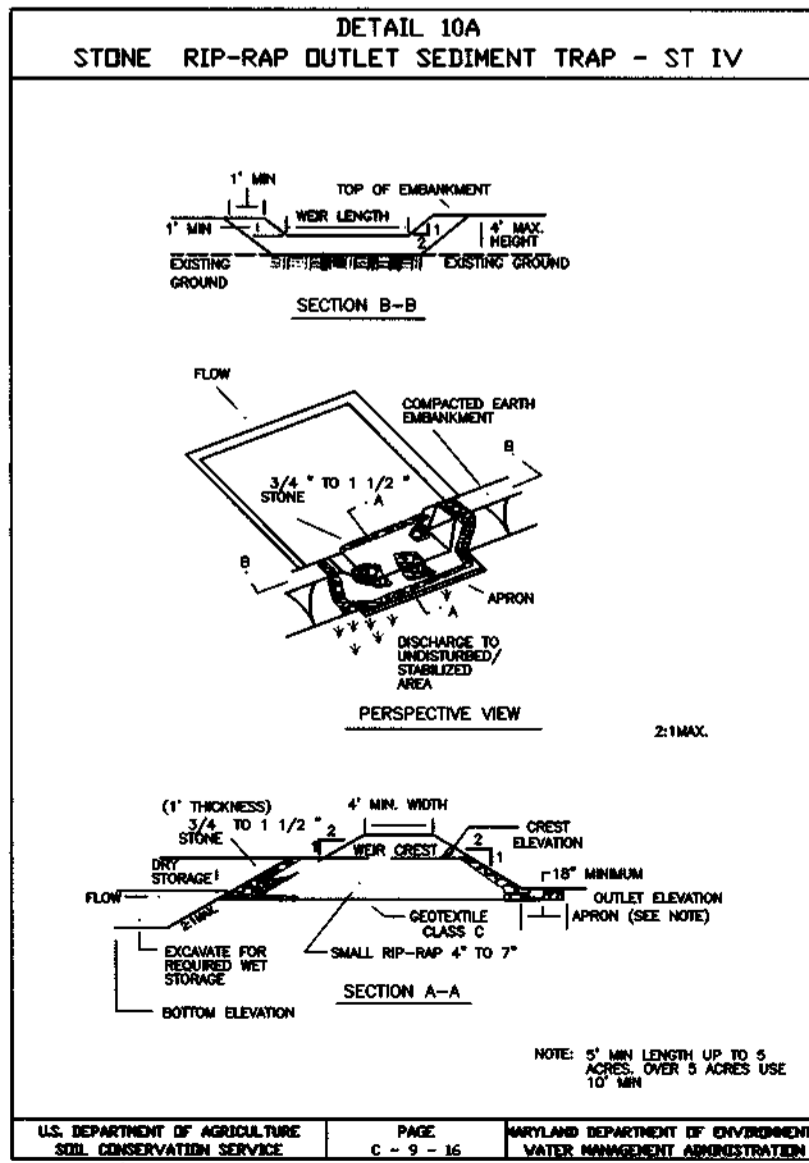 DETAIL 10A
STONE RIP-RAP OUTLET SEDIMENT TRAP - ST IV
1' MIN
TOP OF EMBANKMENT
WEIR LENGTH
1' MIN
1
2
4' MAX.
HEIGHT
EXISTING
GROUND
EXISTING GROUND
SECTION B-B
FLOW
COMPACTED EARTH
EMBANKMENT
B
3/4 " TO 1 1/2 "
STONE
A
B
APRON
A
DISCHARGE TO
UNDISTURBED/
STABILIZED
AREA
PERSPECTIVE VIEW
2:1MAX.
(1' THICKNESS)
3/4 TO 1 1/2 "
STONE
4' MIN. WIDTH
2
1
WEIR CREST
2
1
CREST
ELEVATION
DRY
STORAGE
18" MINIMUM
FLOW
OUTLET ELEVATION
2:1MAX.
GEOTEXTILE
CLASS C
APRON (SEE NOTE)
EXCAVATE FOR
REQUIRED WET
STORAGE
SMALL RIP-RAP 4" TO 7"
BOTTOM ELEVATION
SECTION A-A
NOTE: 5' MIN LENGTH UP TO 5
ACRES, OVER 5 ACRES USE
10' MIN
U.S. DEPARTMENT OF AGRICULTURE
SOIL CONSERVATION SERVICE
PAGE
C - 9 - 16
MARYLAND DEPARTMENT OF ENVIRONMENT
WATER MANAGEMENT ADMINISTRATION